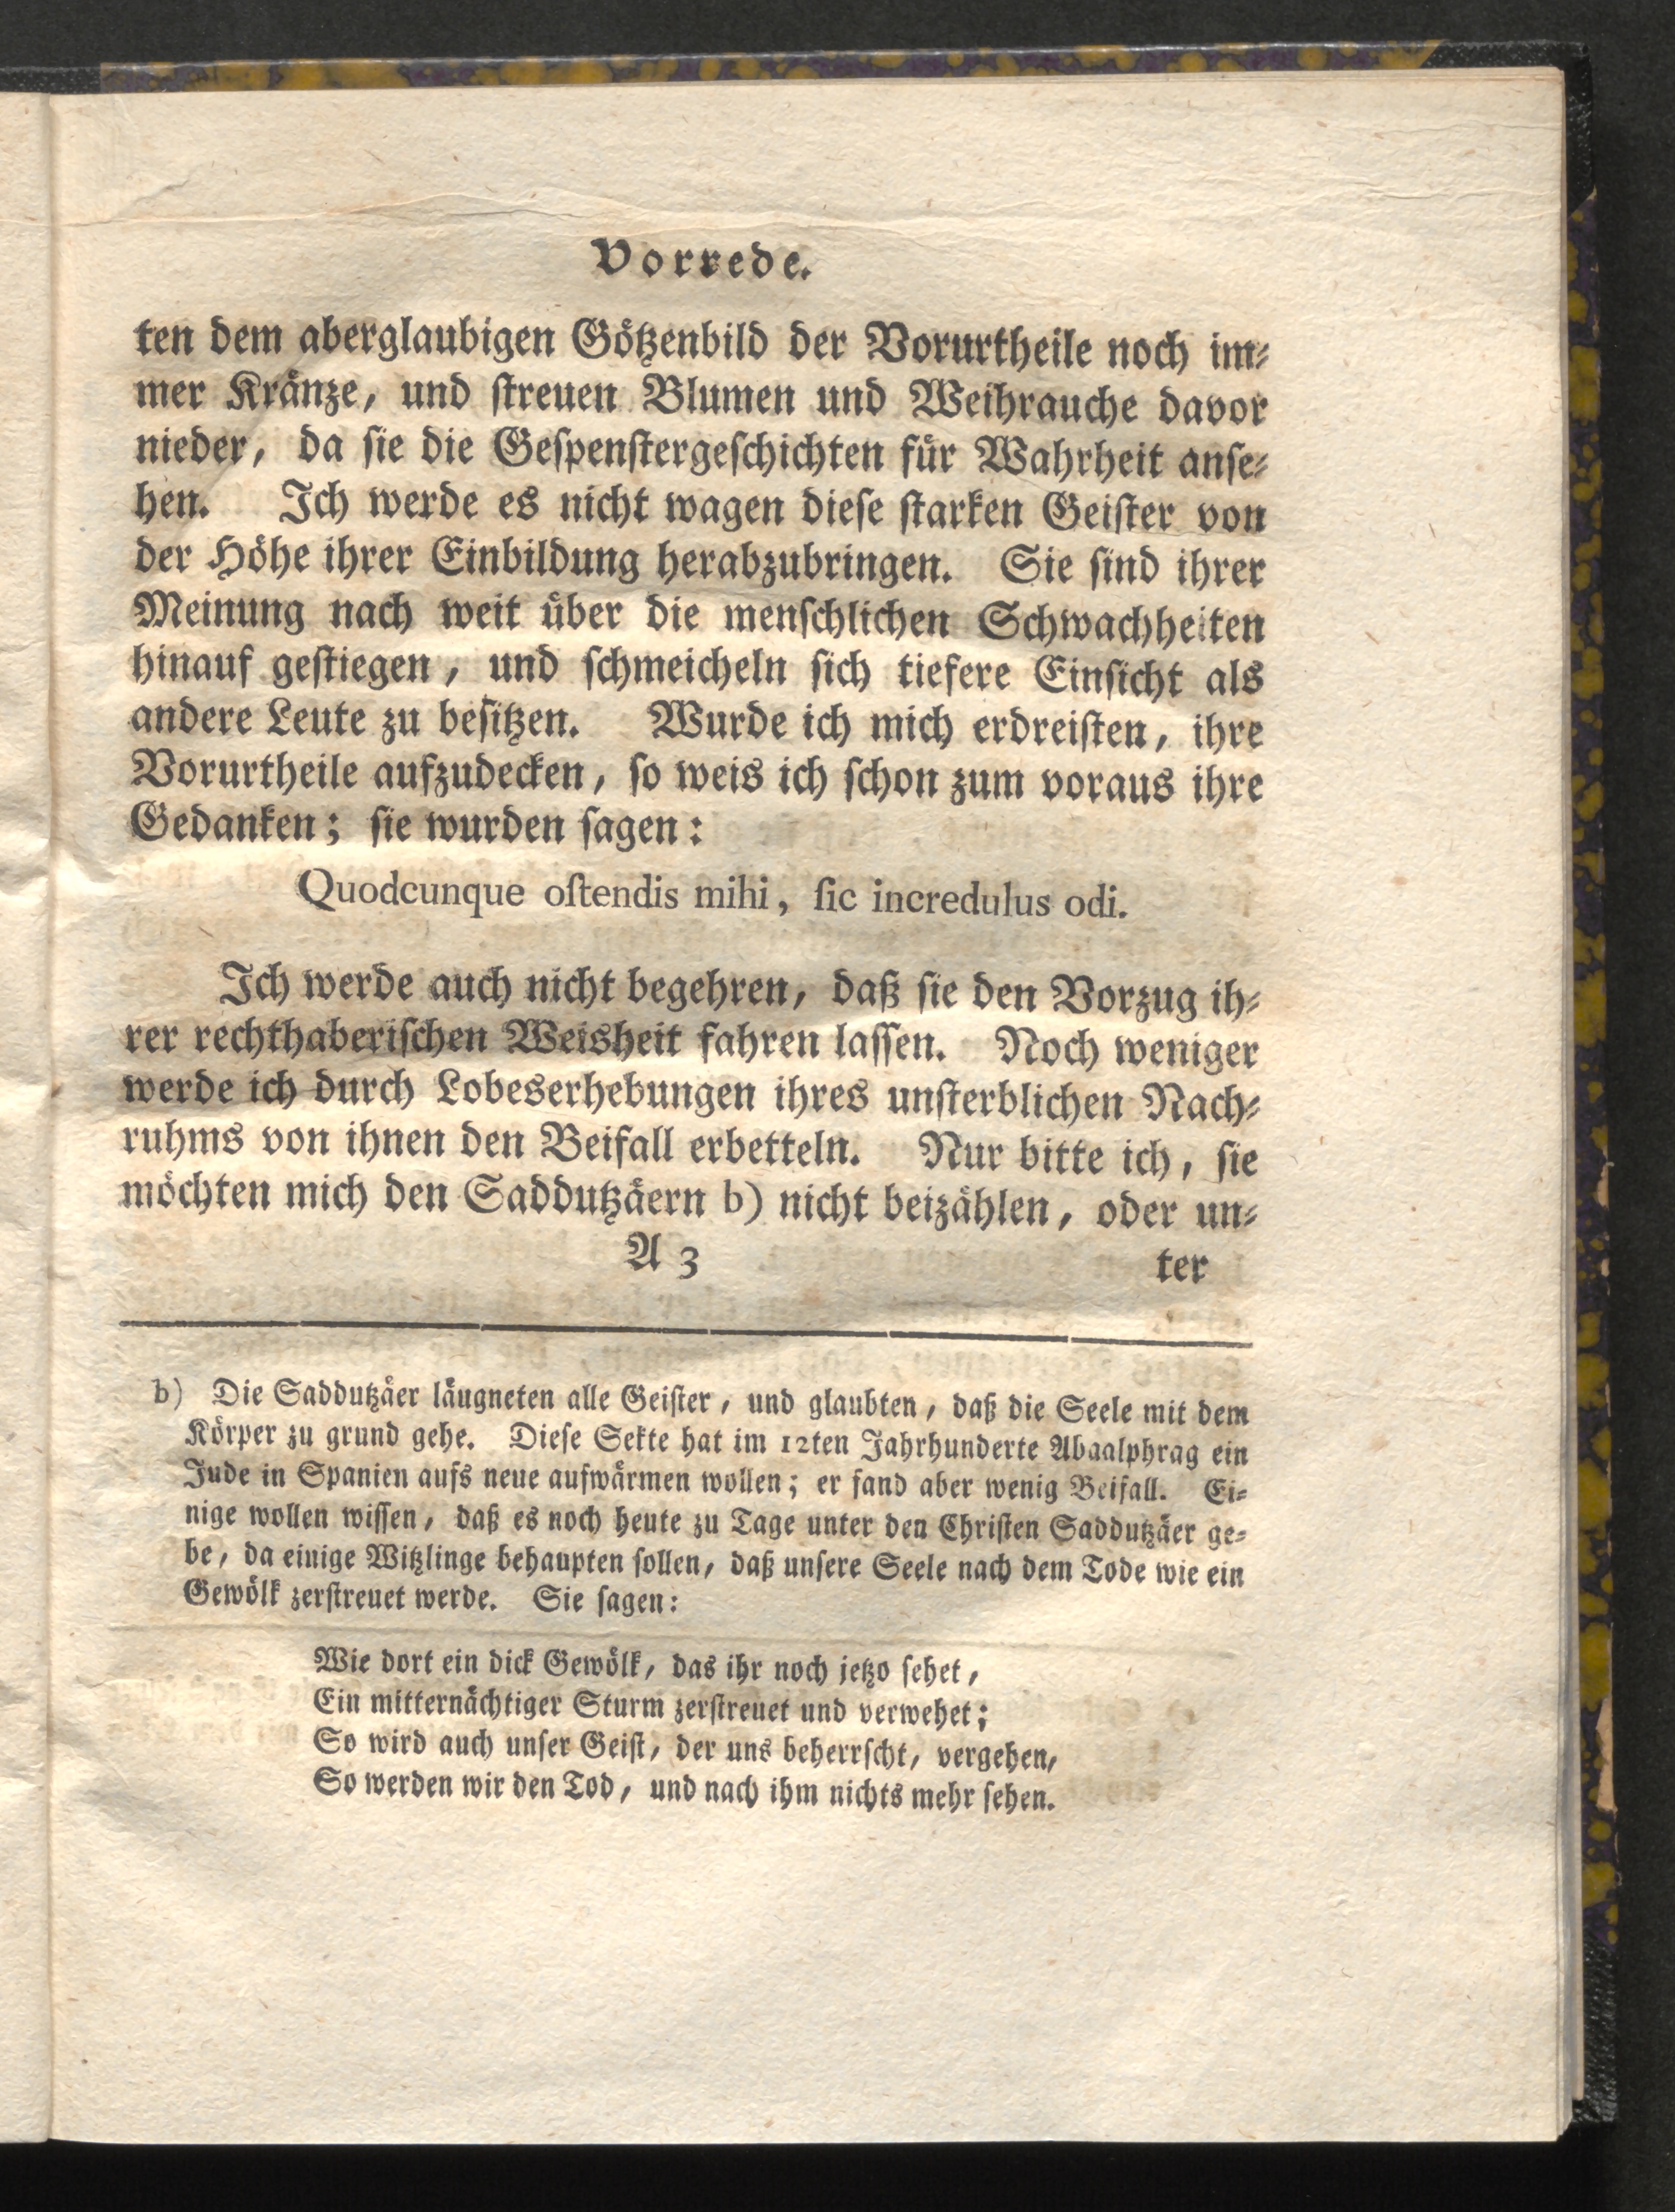 Vorrede.
ten dem aberglaubigen Götzenbild der Vorurtheile noch im⸗
mer Kränze, und ſtreuen Blumen und Weihrauche davor
nieder, da ſie die Geſpenſtergeſchichten für Wahrheit anſe⸗
hen. Ich werde es nicht wagen dieſe ſtarken Geiſter von
der Höhe ihrer Einbildung herabzubringen. Sie ſind ihrer
Meinung nach weit über die menſchlichen Schwachheiten
hinauf geſtiegen, und ſchmeicheln ſich tiefere Einſicht als
andere Leute zu beſitzen. Wurde ich mich erdreiſten, ihre
Vorurtheile aufzudecken, ſo weis ich ſchon zum voraus ihre
Gedanken; ſie wurden ſagen:
Quodcunque oſtendis mihi, ſic incredulus odi.
Ich werde auch nicht begehren, daß ſie den Vorzug ih⸗
rer rechthaberiſchen Weisheit fahren laſſen. Noch weniger
werde ich durch Lobeserhebungen ihres unſterblichen Nach⸗
ruhms von ihnen den Beifall erbetteln. Nur bitte ich, ſie
möchten mich den Saddutzäern b) nicht beizählen, oder un⸗
A 3 ter
b) Die Saddutzäer läugneten alle Geiſter, und glaubten, daß die Seele mit dem
Körper zu grund gehe. Dieſe Sekte hat im 12ten Jahrhunderte Abaalphrag ein
Jude in Spanien aufs neue aufwärmen wollen; er fand aber wenig Beifall. Ei⸗
nige wollen wiſſen, daß es noch heute zu Tage unter den Chriſten Saddutzäer ge⸗
be, da einige Witzlinge behaupten ſollen, daß unſere Seele nach dem Tode wie ein
Gewölk zerſtreuet werde. Sie ſagen:
Wie dort ein dick Gewölk, das ihr noch jetzo ſehet,
Ein mitternächtiger Sturm zerſtreuet und verwehet;
So wird auch unſer Geiſt, der uns beherrſcht, vergehen,
So werden wir den Tod, und nach ihm nichts mehr ſehen.